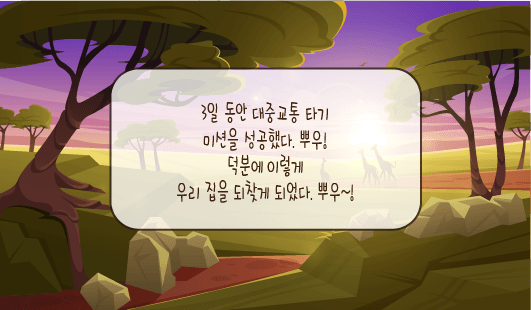 3일 동안 대중교통 타기
미션을 성공했다. 뿌우!
덕분에 이렇게
우리 집을 되찾게 되었다. 뿌우~!